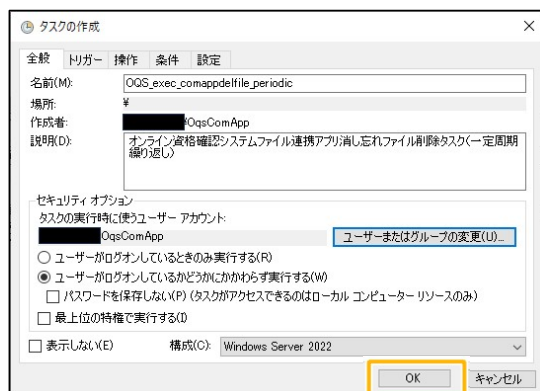 タスクの作成
全般 トリガー 操作 条件 設定
名前(M): OQS_exec_comappdelfile_periodic
場所: ¥
作成者: ¥OqsComApp
説明(D): オンライン資格確認システムファイル連携アプリ消し忘れファイル削除タスク(一定周期
繰り返し)
セキュリティ オプション
タスクの実行時に使うユーザー アカウント:
OqsComApp ユーザーまたはグループの変更(U)...
ユーザーがログオンしているときのみ実行する(R)
ユーザーがログオンしているかどうかにかかわらず実行する(W)
パスワードを保存しない(P) (タスクがアクセスできるのはローカル コンピューター リソースのみ)
最上位の特権で実行する(I)
表示しない(E) 構成(C): Windows Server 2022
OK キャンセル